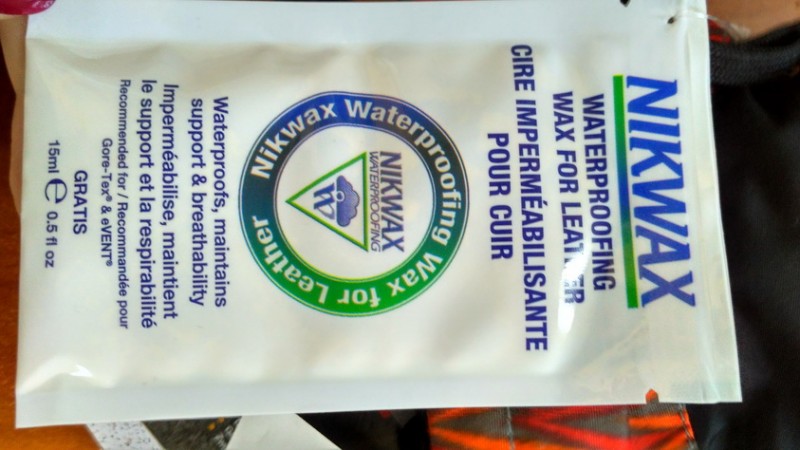 NIKWAX
WATERPROOFING
WAX FOR LEATHER
CIRE IMPERMÉABILISANTE
POUR CUIR
Nikwax Waterproofing
Wax for Leather
NIKWAX
WATERPROOFING
Waterproofs, maintains
support & breathability
Imperméabilise, maintient
le support et la respirabilité
Recommended for / Recommandée pour
Gore-Tex® & eVENT®
GRATIS
15ml ℮ 0.5 fl oz